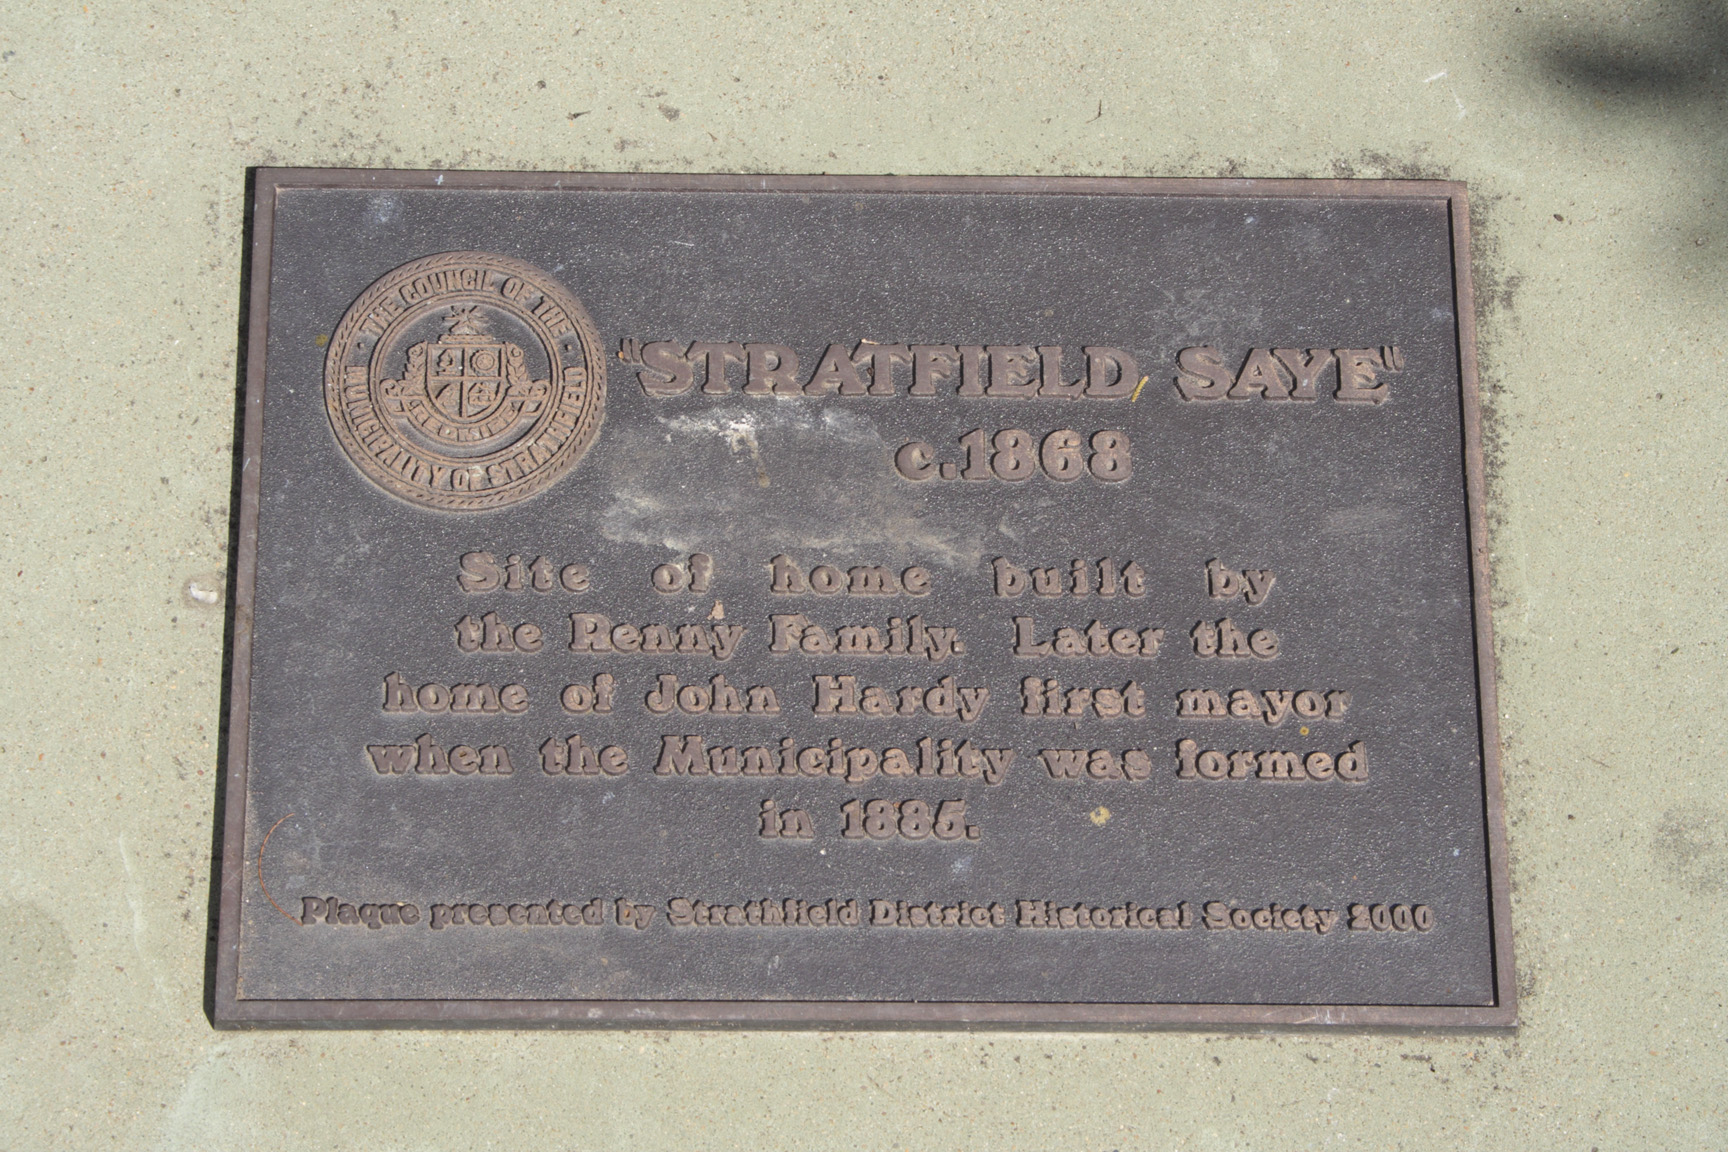 THE COUNCIL OF THE
MUNICIPALITY OF STRATHFIELD
"STRATFIELD SAYE"
c.1868
Site of home built by
the Renny Family. Later the
home of John Hardy first mayor
when the Municipality was formed
in 1885.
Plaque presented by Strathfield District Historical Society 2000